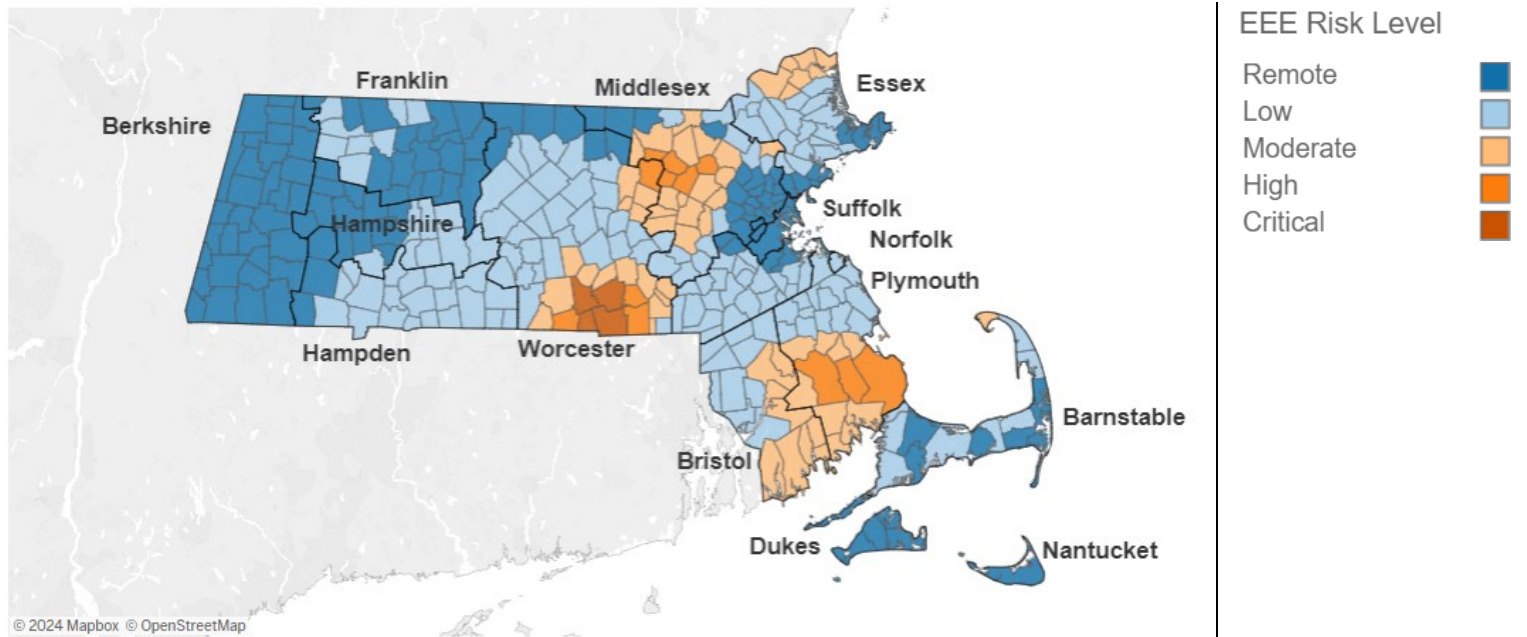 EEE Risk Level
Remote
Low
Moderate
High
Critical
Franklin
Middlesex
Essex
Berkshire
Hampshire
Suffolk
Norfolk
Plymouth
Hampden
Worcester
Barnstable
Bristol
Dukes
Nantucket
© 2024 Mapbox © OpenStreetMap